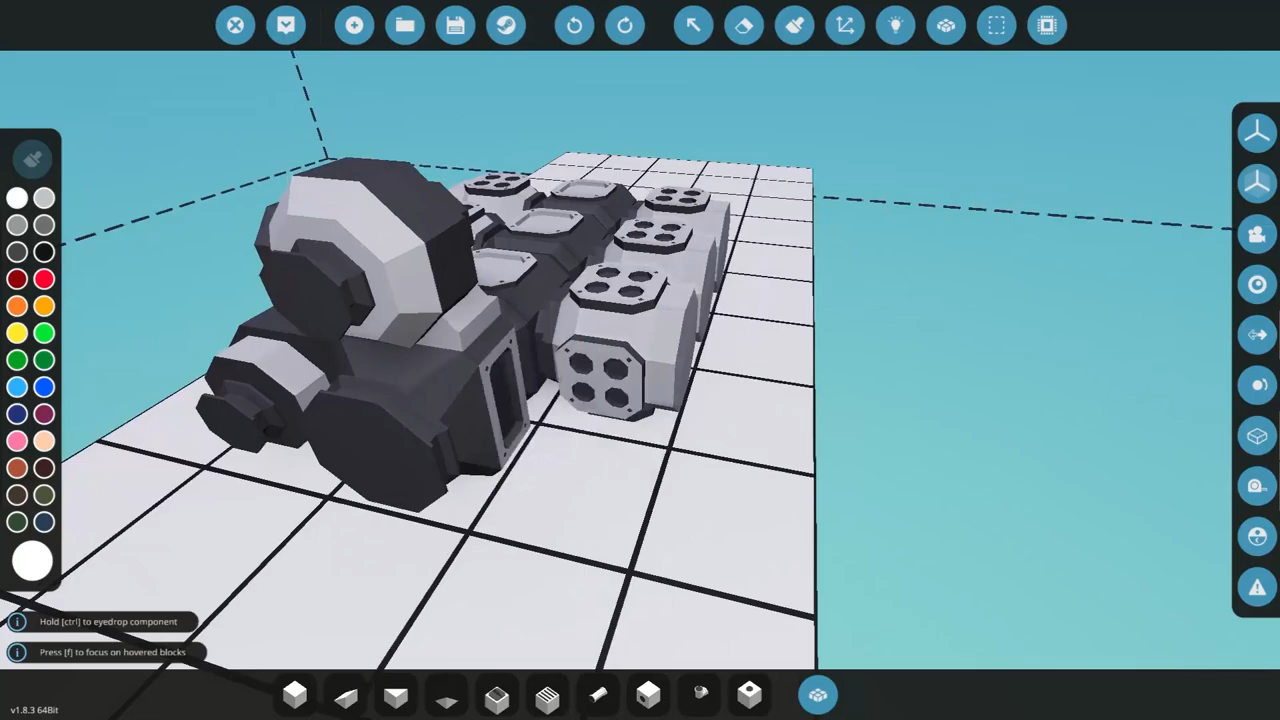 Hold [ctrl] to eyedrop component
Press [f] to focus on hovered blocks
v1.8.3 64Bit